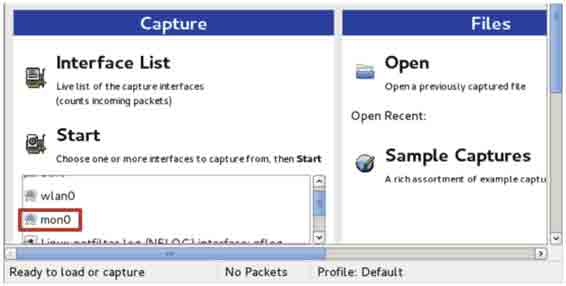 Capture
Files
Interface List
Live list of the capture interfaces
(counts incoming packets)
Start
Choose one or more interfaces to capture from, then Start
wlan0
mon0
Linux netfilter log (NFLOG) interface: nflog
Open
Open a previously captured file
Open Recent:
Sample Captures
A rich assortment of example captu
Ready to load or capture
No Packets
Profile: Default